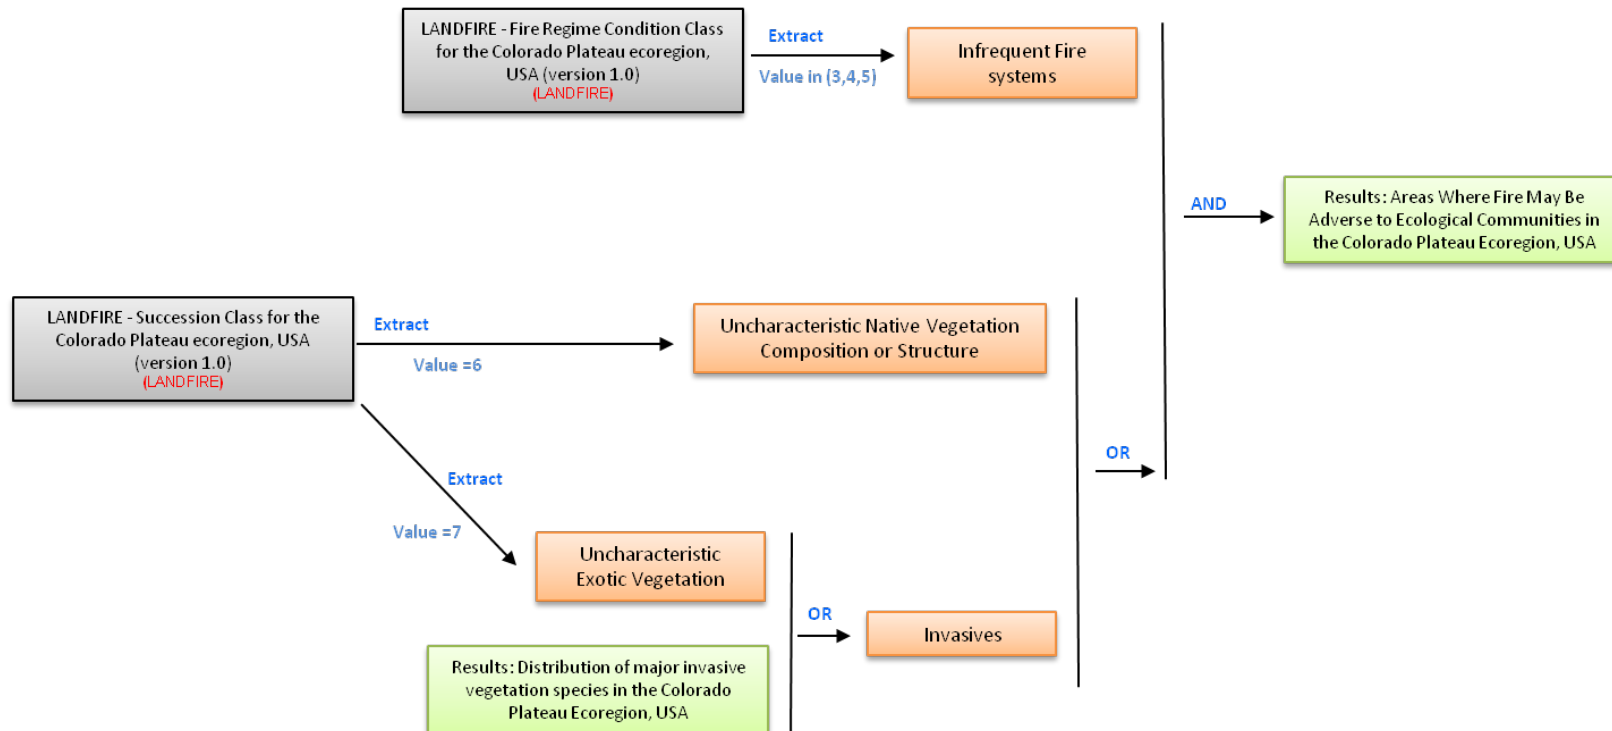 LANDFIRE - Fire Regime Condition Class
for the Colorado Plateau ecoregion,
USA (version 1.0)
(LANDFIRE)
Extract
Value in (3,4,5)
Infrequent Fire
systems
AND
Results: Areas Where Fire May Be
Adverse to Ecological Communities in
the Colorado Plateau Ecoregion, USA
LANDFIRE - Succession Class for the
Colorado Plateau ecoregion, USA
(version 1.0)
(LANDFIRE)
Extract
Value =6
Uncharacteristic Native Vegetation
Composition or Structure
OR
Extract
Value =7
Uncharacteristic
Exotic Vegetation
OR
Invasives
Results: Distribution of major invasive
vegetation species in the Colorado
Plateau Ecoregion, USA